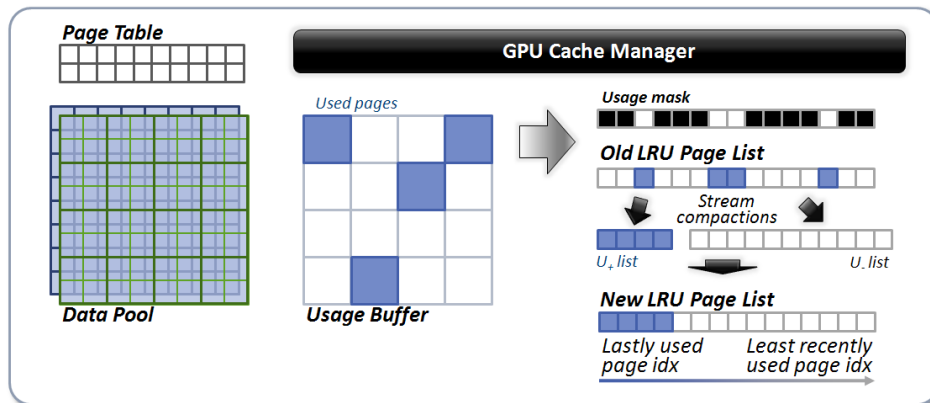 Page Table
GPU Cache Manager
Used pages
Usage mask
Old LRU Page List
Stream
compactions
U+ list
U- list
New LRU Page List
Data Pool
Usage Buffer
Lastly used
page idx
Least recently
used page idx